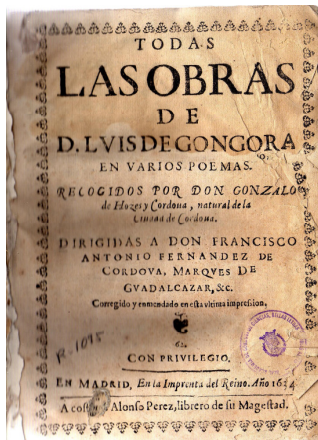 TODAS
LAS OBRAS
DE
D. LVIS DE GONGORA
EN VARIOS POEMAS.
RECOGIDOS POR DON GONZALO
de Hozes y Cordoua, natural de la
Ciudad de Cordoua.
DIRIGIDAS A DON FRANCISCO
ANTONIO FERNANDEZ DE
CORDOVA, MARQVES DE
GVADALCAZAR, &c.
Corregido y enmendado en esta vltima impression.
62
CON PRIVILEGIO,
R-1095
EN MADRID, En la Imprenta del Reino. Año 1634
A costa de Alonso Perez, librero de su Magestad.